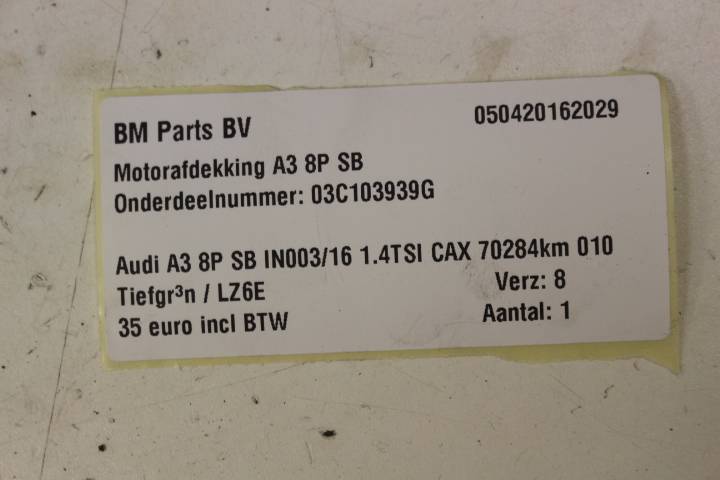 BM Parts BV 050420162029
Motorafdekking A3 8P SB
Onderdeelnummer: 03C103939G
Audi A3 8P SB IN003/16 1.4TSI CAX 70284km 010
Tiefgr³n / LZ6E Verz: 8
35 euro incl BTW Aantal: 1